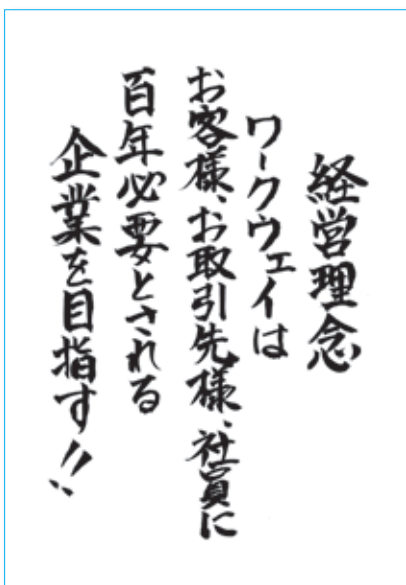 経営理念
ワークウェイは
お客様、お取引先様、社員に
百年必要とされる
企業を目指す!!